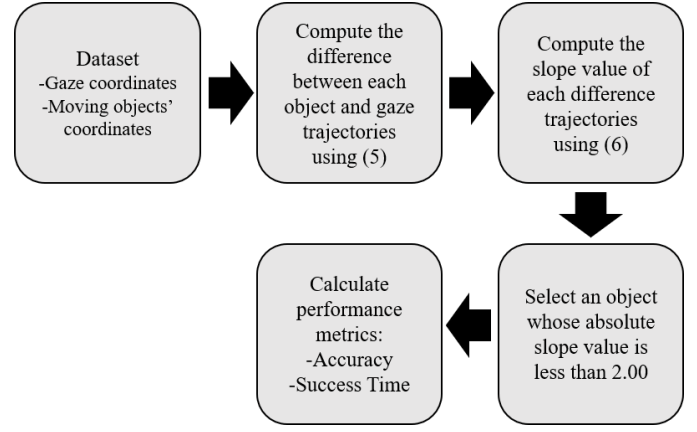 Dataset
-Gaze coordinates
-Moving objects'
coordinates
Compute the
difference
between each
object and gaze
trajectories
using (5)
Compute the
slope value of
each difference
trajectories
using (6)
Select an object
whose absolute
slope value is
less than 2.00
Calculate
performance
metrics:
-Accuracy
-Success Time